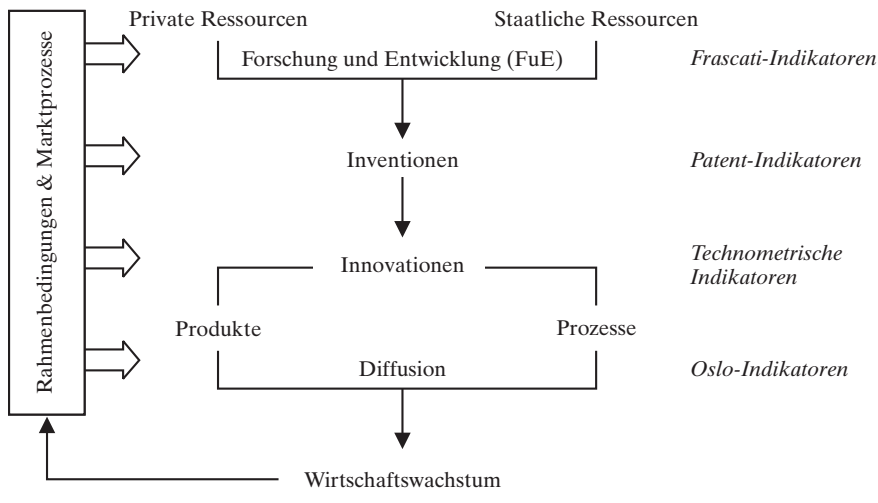 Private Ressourcen
Staatliche Ressourcen
Forschung und Entwicklung (FuE)
Frascati-Indikatoren
Rahmenbedingungen & Marktprozesse
Inventionen
Patent-Indikatoren
Innovationen
Technometrische
Indikatoren
Produkte
Prozesse
Diffusion
Oslo-Indikatoren
Wirtschaftswachstum